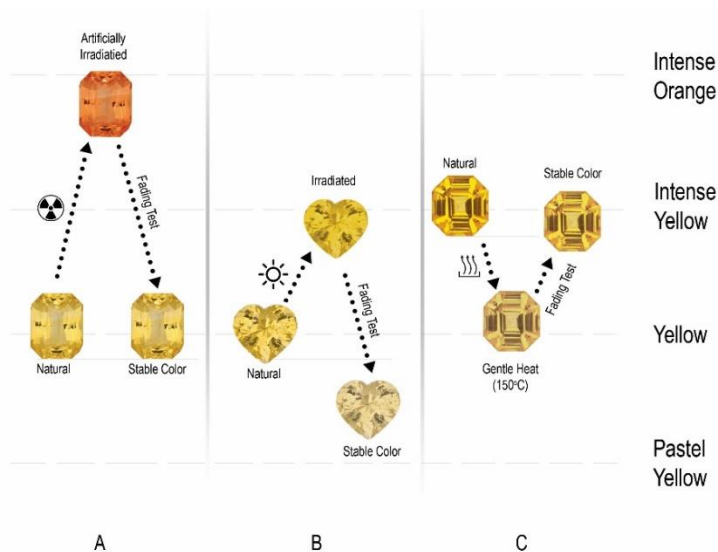 Artificially
Irradiatied
Fading Test
Natural
Stable Color
Irradiated
Fading Test
Natural
Stable Color
Natural
Stable Color
Fading Test
Gentle Heat
(150°C)
Intense
Orange
Intense
Yellow
Yellow
Pastel
Yellow
A
B
C